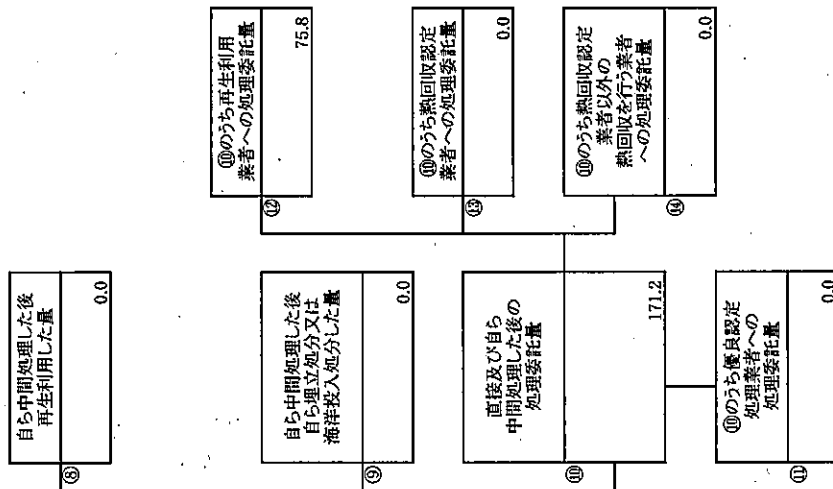 ⑧
自ら中間処理した後
再生利用した量
0.0
⑨
自ら中間処理した後
自ら埋立処分又は
海洋投入処分した量
0.0
⑩
直接及び自ら
中間処理した後の
処理委託量
171.2
⑪
⑩のうち優良認定
処理業者への
処理委託量
0.0
⑫
⑩のうち再生利用
業者への処理委託量
75.8
⑬
⑩のうち熱回収認定
業者への処理委託量
0.0
⑭
⑩のうち熱回収認定
業者以外の
熱回収を行う業者
への処理委託量
0.0